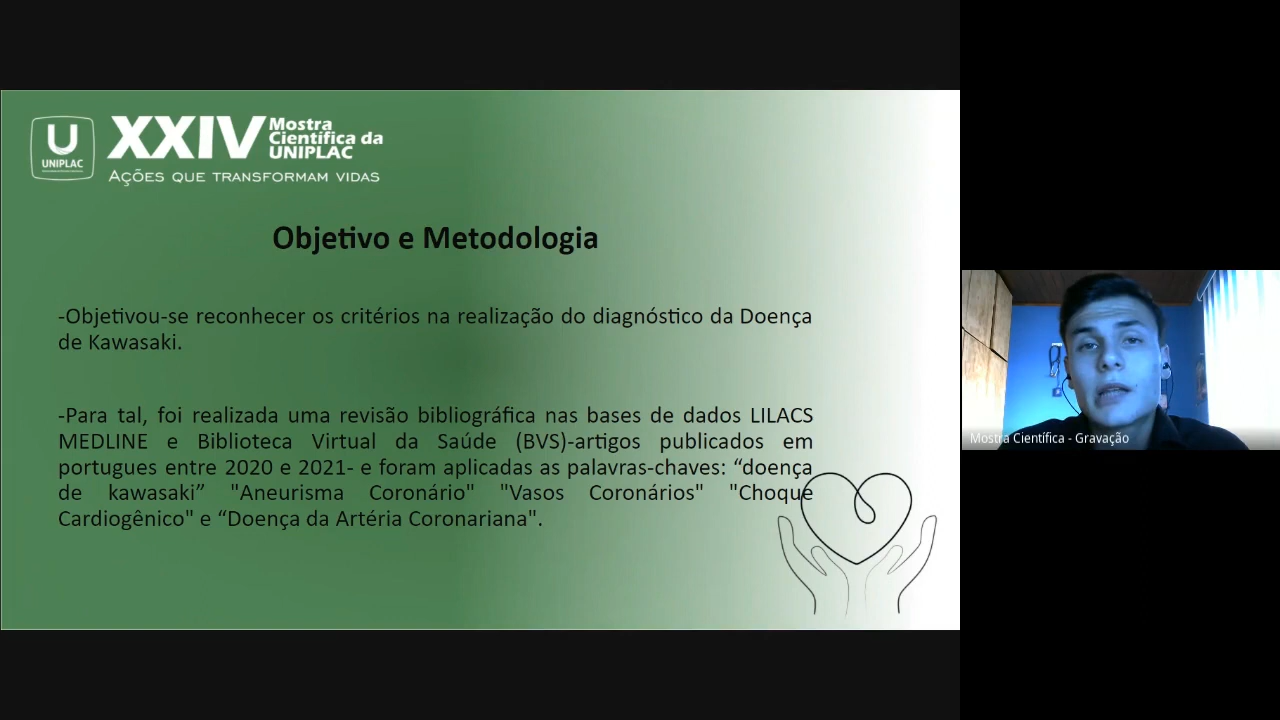 U
UNIPLAC
XXIV Mostra
Científica da
UNIPLAC
AÇÕES QUE TRANSFORMAM VIDAS
Objetivo e Metodologia
-Objetivou-se reconhecer os critérios na realização do diagnóstico da Doença
de Kawasaki.
-Para tal, foi realizada uma revisão bibliográfica nas bases de dados LILACS
MEDLINE e Biblioteca Virtual da Saúde (BVS)-artigos publicados em
portugues entre 2020 e 2021- e foram aplicadas as palavras-chaves: “doença
de kawasaki” "Aneurisma Coronário" "Vasos Coronários" "Choque
Cardiogênico" e “Doença da Artéria Coronariana".
Mostra Científica - Gravação